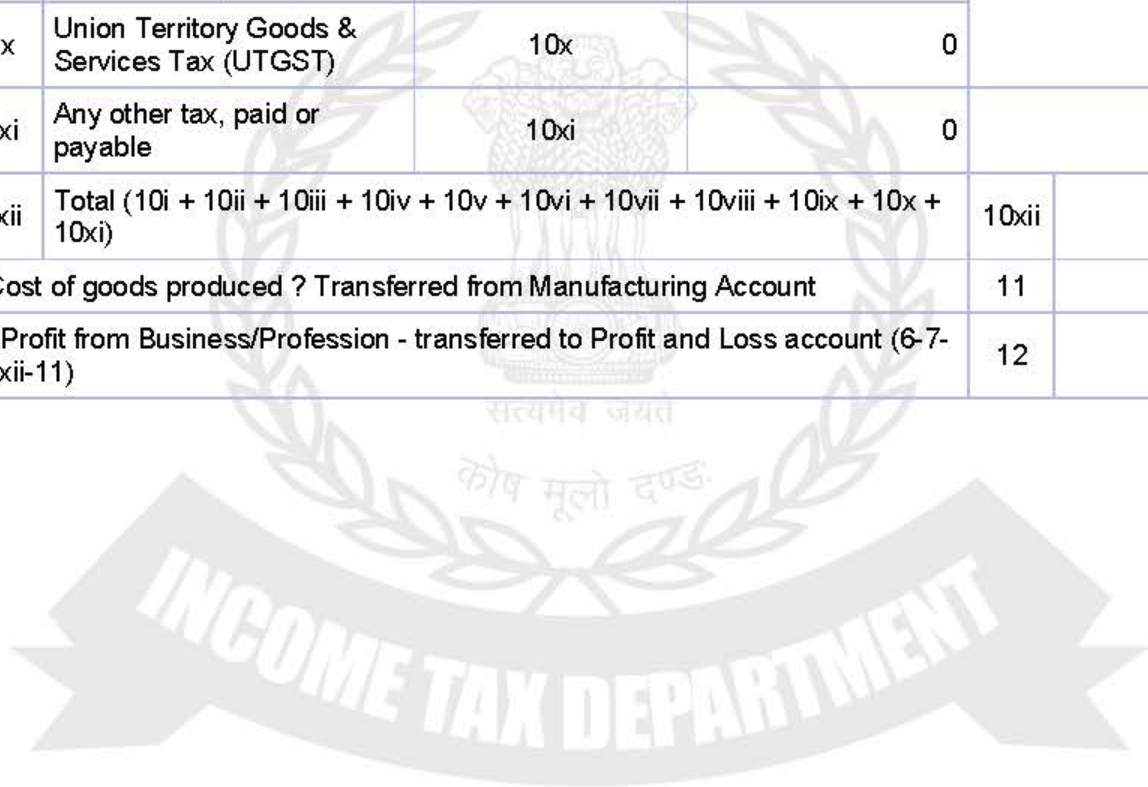 x Union Territory Goods & 10x 0
Services Tax (UTGST)
xi Any other tax, paid or 10xi 0
payable
xii Total (10i + 10ii + 10iii + 10iv + 10v + 10vi + 10vii + 10viii + 10ix + 10x + 10xii
10xi)
Cost of goods produced ? Transferred from Manufacturing Account 11
Profit from Business/Profession - transferred to Profit and Loss account (6-7- 12
xii-11)
सत्यमेव जयते
कोष मूलो दण्डः
INCOME TAX DEPARTMENT